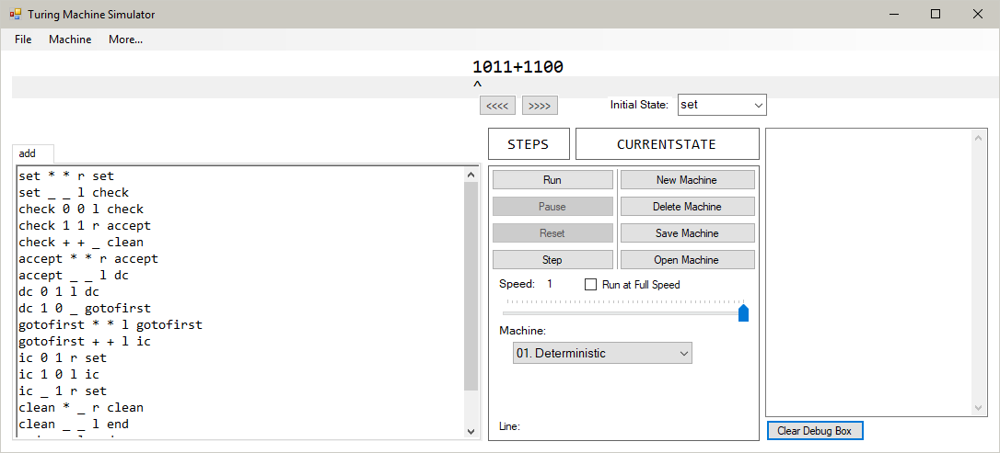 Turing Machine Simulator
File Machine More...
1011+1100
^
<<<< >>>> Initial State: set
add
STEPS CURRENTSTATE
set * * r set
set _ _ l check
check 0 0 l check
check 1 1 r accept
check + + _ clean
accept * * r accept
accept _ _ l dc
dc 0 1 l dc
dc 1 0 _ gotofirst
gotofirst * * l gotofirst
gotofirst + + l ic
ic 0 1 r set
ic 1 0 l ic
ic _ 1 r set
clean * _ r clean
clean _ _ l end
Run New Machine
Pause Delete Machine
Reset Save Machine
Step Open Machine
Speed: 1 Run at Full Speed
Machine:
01. Deterministic
Line:
Clear Debug Box